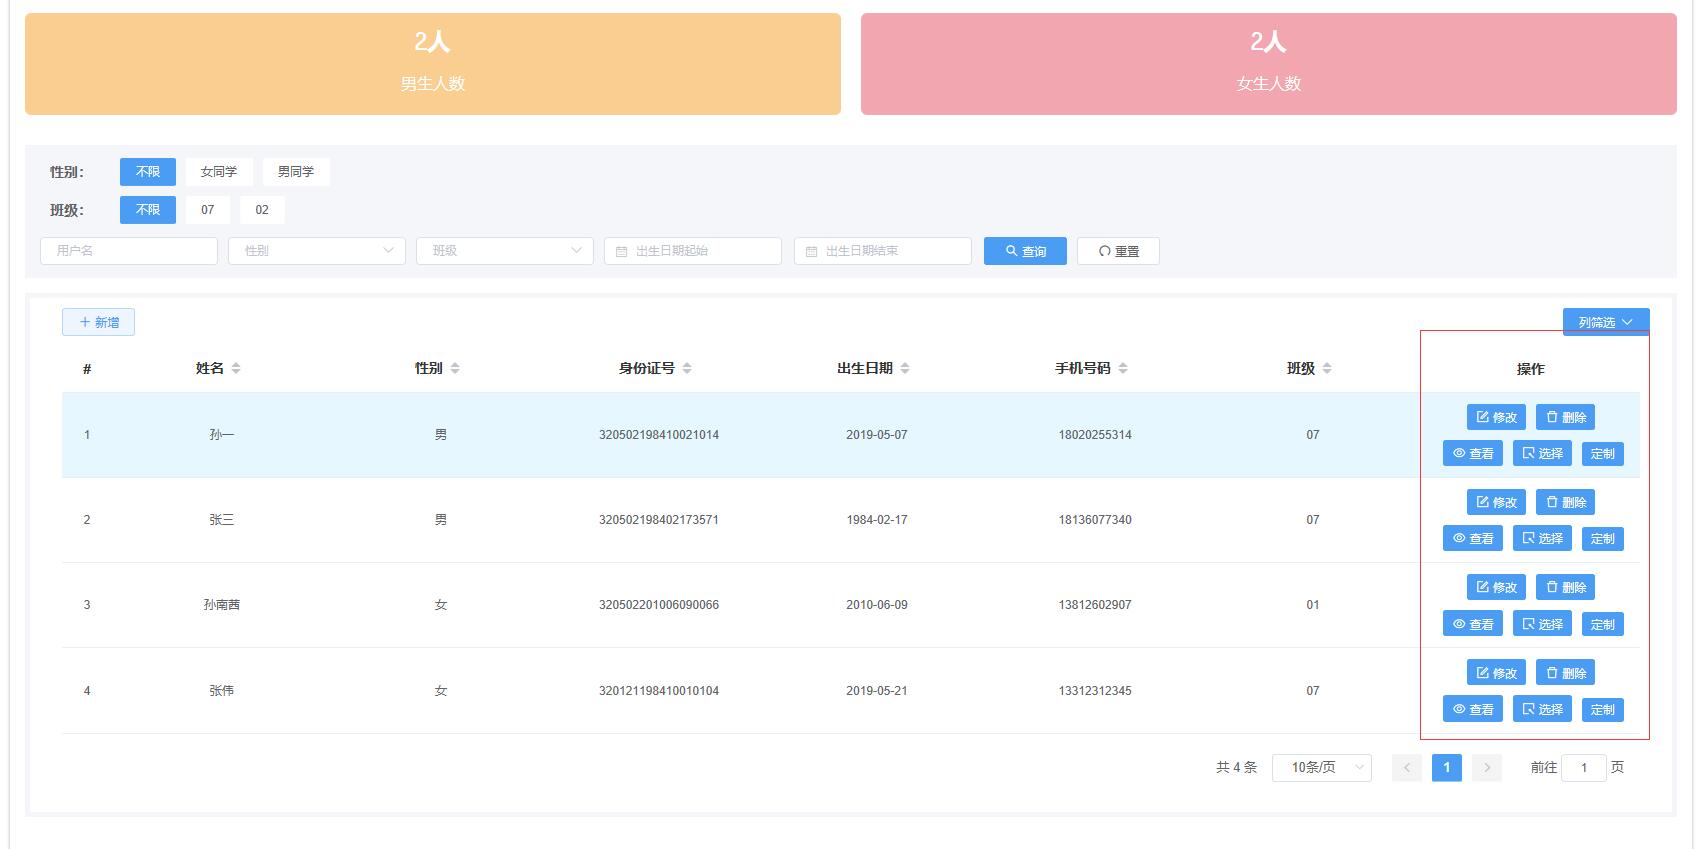 2人 2人
男生人数 女生人数
性别： 不限 女同学 男同学
班级： 不限 07 02
用户名 性别 班级 出生日期起始 出生日期结束 查询 重置
新增 列筛选
# 姓名 性别 身份证号 出生日期 手机号码 班级 操作
修改 删除
1 孙一 男 320502198410021014 2019-05-07 18020255314 07
查看 选择 定制
修改 删除
2 张三 男 320502198402173571 1984-02-17 18136077340 07
查看 选择 定制
修改 删除
3 孙南茜 女 320502201006090066 2010-06-09 13812602907 01
查看 选择 定制
修改 删除
4 张伟 女 320121198410010104 2019-05-21 13312312345 07
查看 选择 定制
共 4 条 10条/页 1 前往 1 页